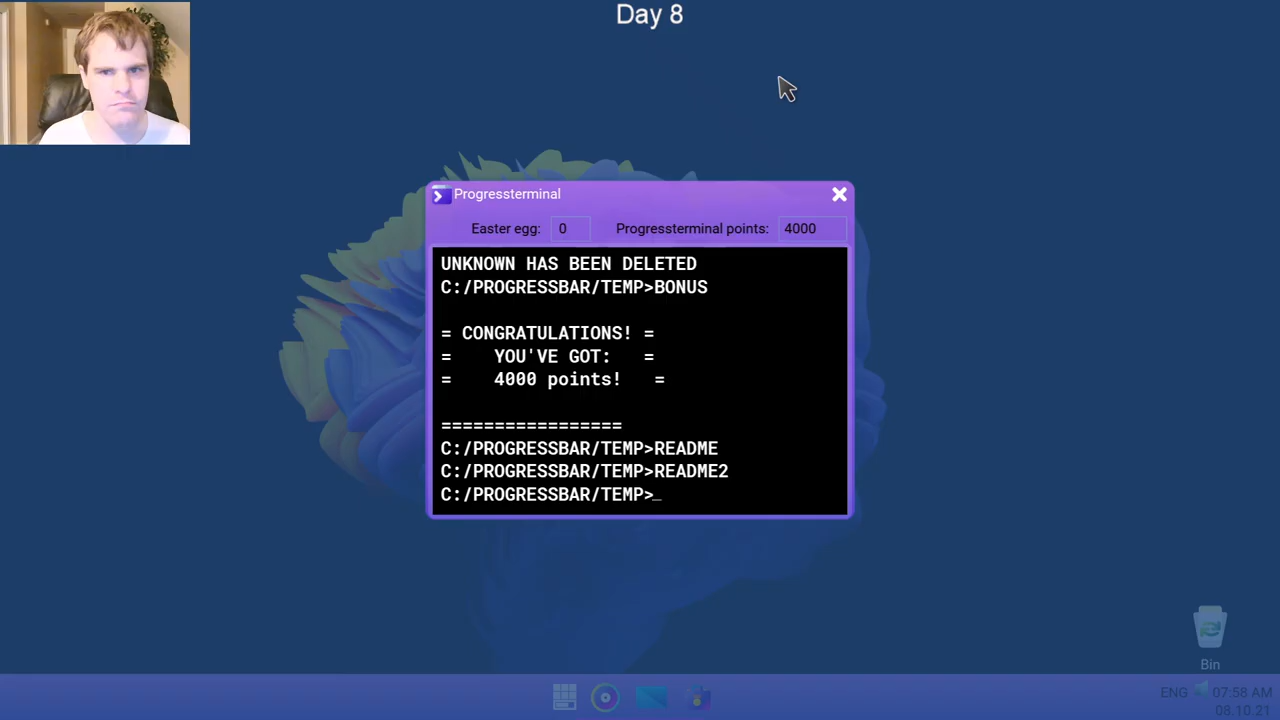 Day 8
Progressterminal
Easter egg: 0 Progressterminal points: 4000
UNKNOWN HAS BEEN DELETED
C:/PROGRESSBAR/TEMP>BONUS
= CONGRATULATIONS! =
= YOU'VE GOT: =
= 4000 points! =
=================
C:/PROGRESSBAR/TEMP>README
C:/PROGRESSBAR/TEMP>README2
C:/PROGRESSBAR/TEMP>_
Bin
ENG 07:58 AM
08.10.21